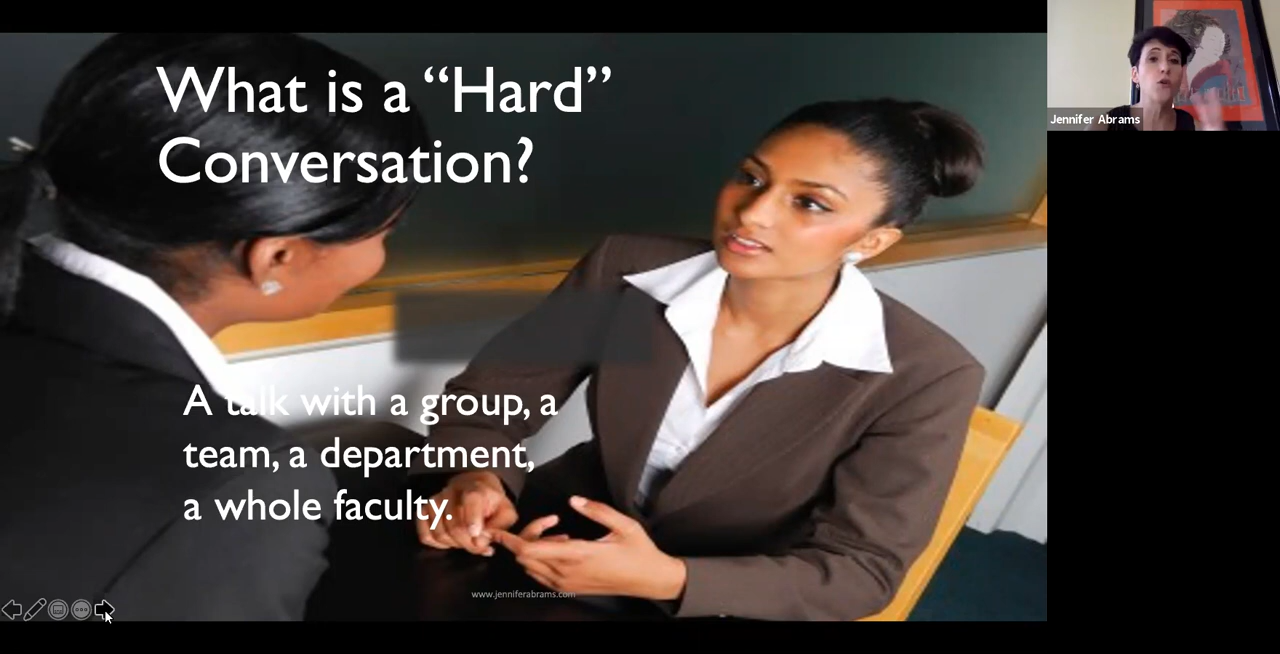 What is a “Hard”
Conversation?
A talk with a group, a
team, a department,
a whole faculty.
www.jenniferabrams.com
Jennifer Abrams